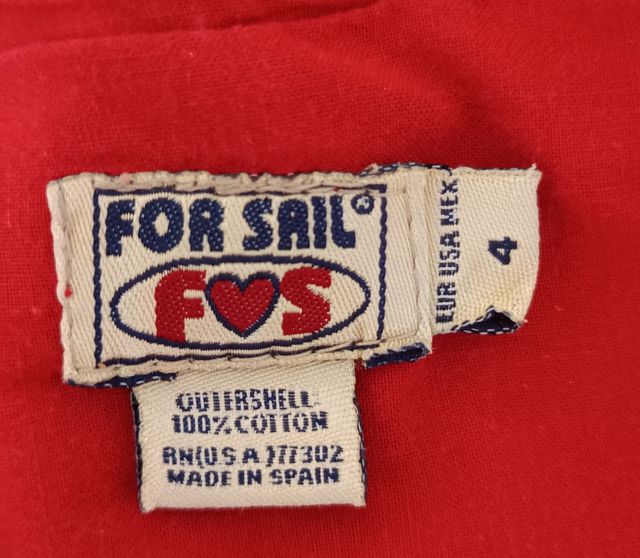 FOR SAIL®
F♥S
EUR USA MEX
4
OUTERSHELL:
100% COTTON
RN(U.S.A)77302
MADE IN SPAIN